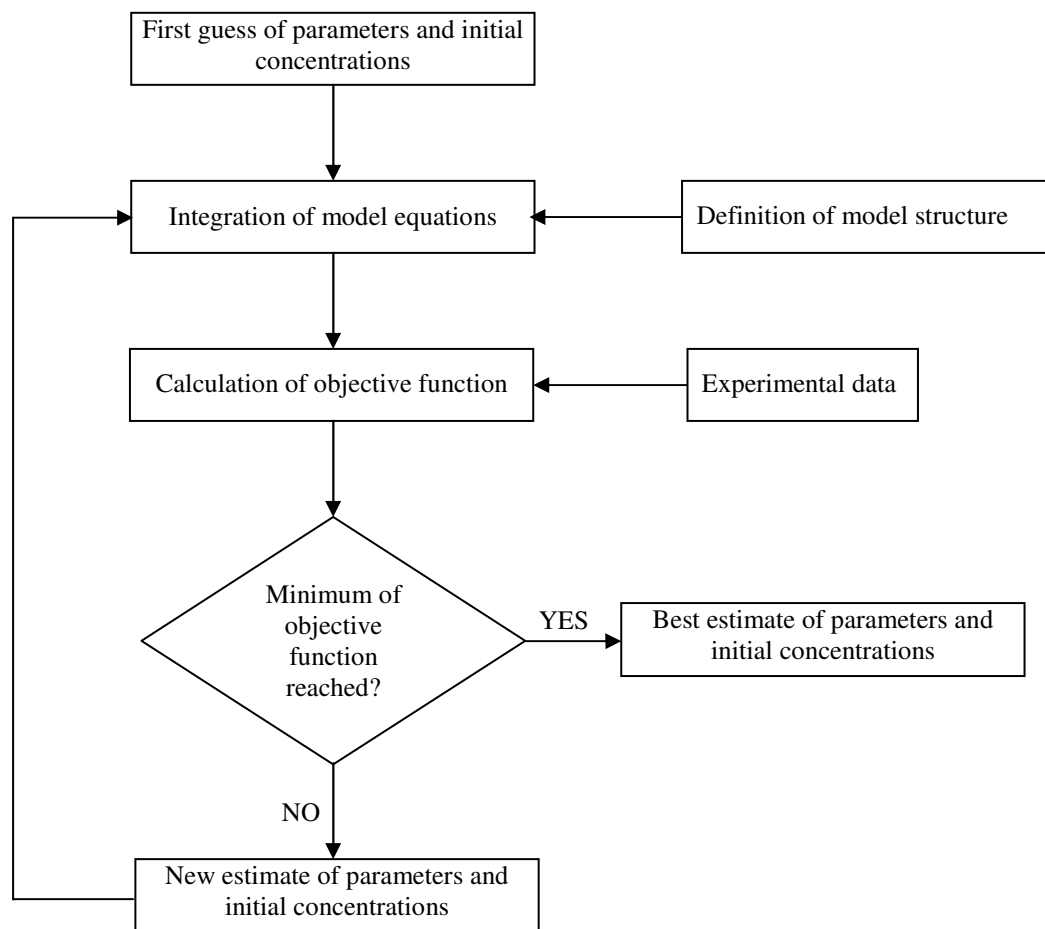 First guess of parameters and initial
concentrations
Integration of model equations
Definition of model structure
Calculation of objective function
Experimental data
Minimum of
objective
function
reached?
YES
Best estimate of parameters and
initial concentrations
NO
New estimate of parameters and
initial concentrations